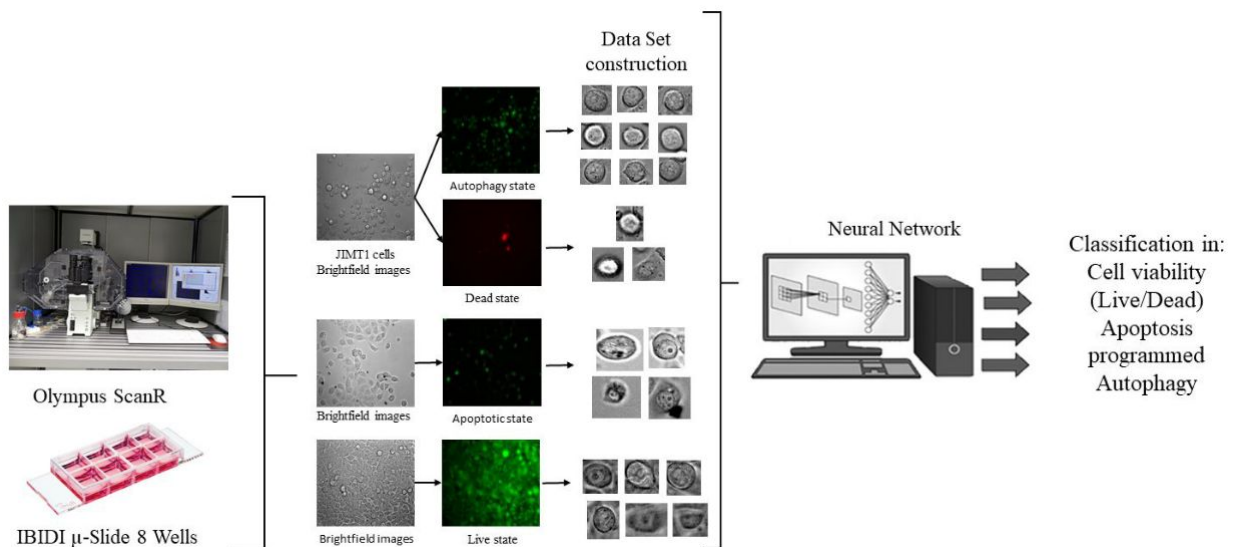 Olympus ScanR
IBIDI µ-Slide 8 Wells
JIMT1 cells
Brightfield images
Brightfield images
Brightfield images
Autophagy state
Dead state
Apoptotic state
Live state
Data Set
construction
Neural Network
Classification in:
Cell viability
(Live/Dead)
Apoptosis
programmed
Autophagy